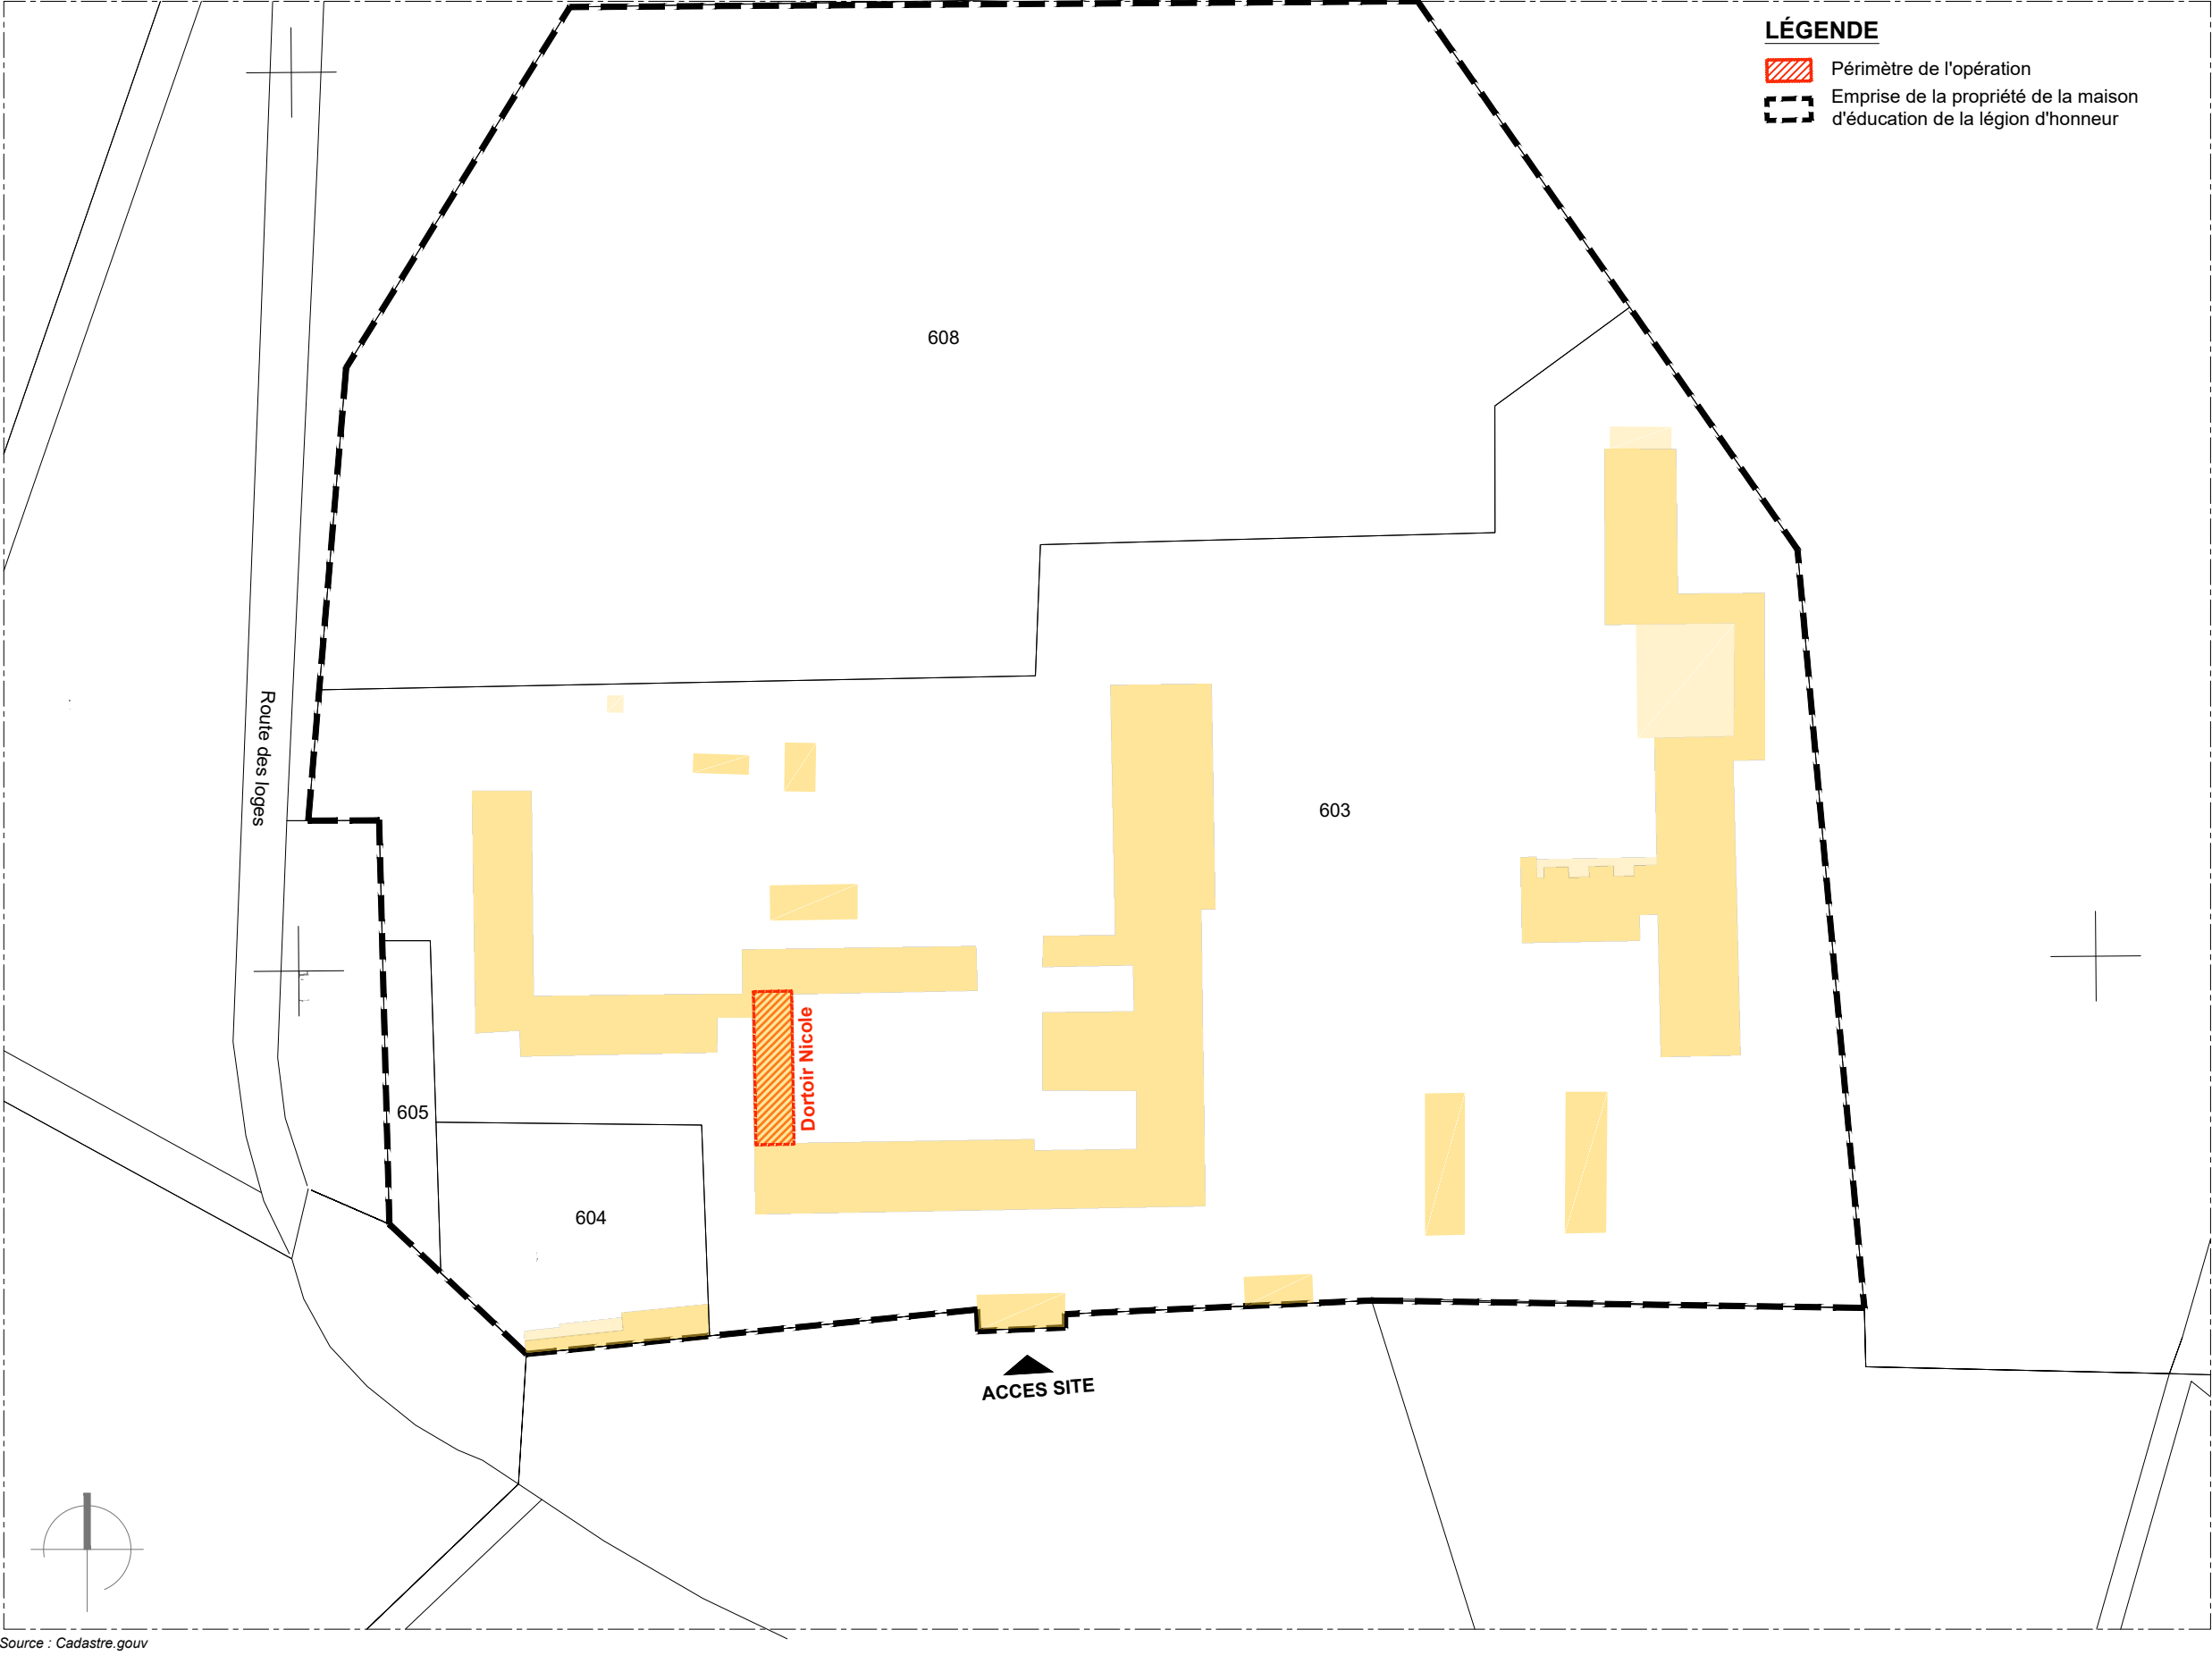 LÉGENDE
Périmètre de l'opération
Emprise de la propriété de la maison
d'éducation de la légion d'honneur
608
Route des loges
603
Dortoir Nicole
605
604
ACCES SITE
Source : Cadastre.gouv